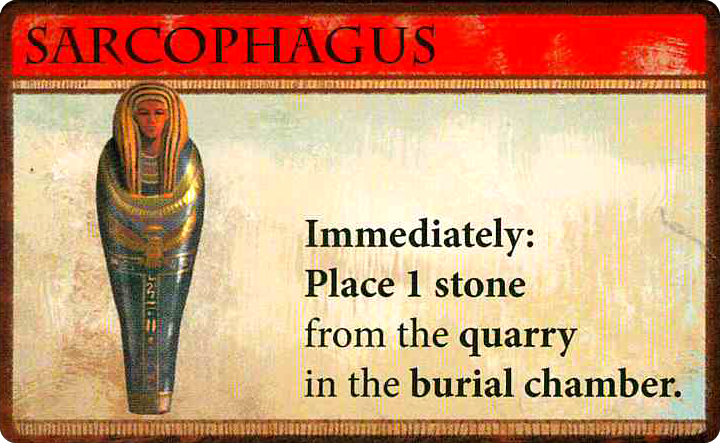 SARCOPHAGUS
Immediately:
Place 1 stone
from the quarry
in the burial chamber.